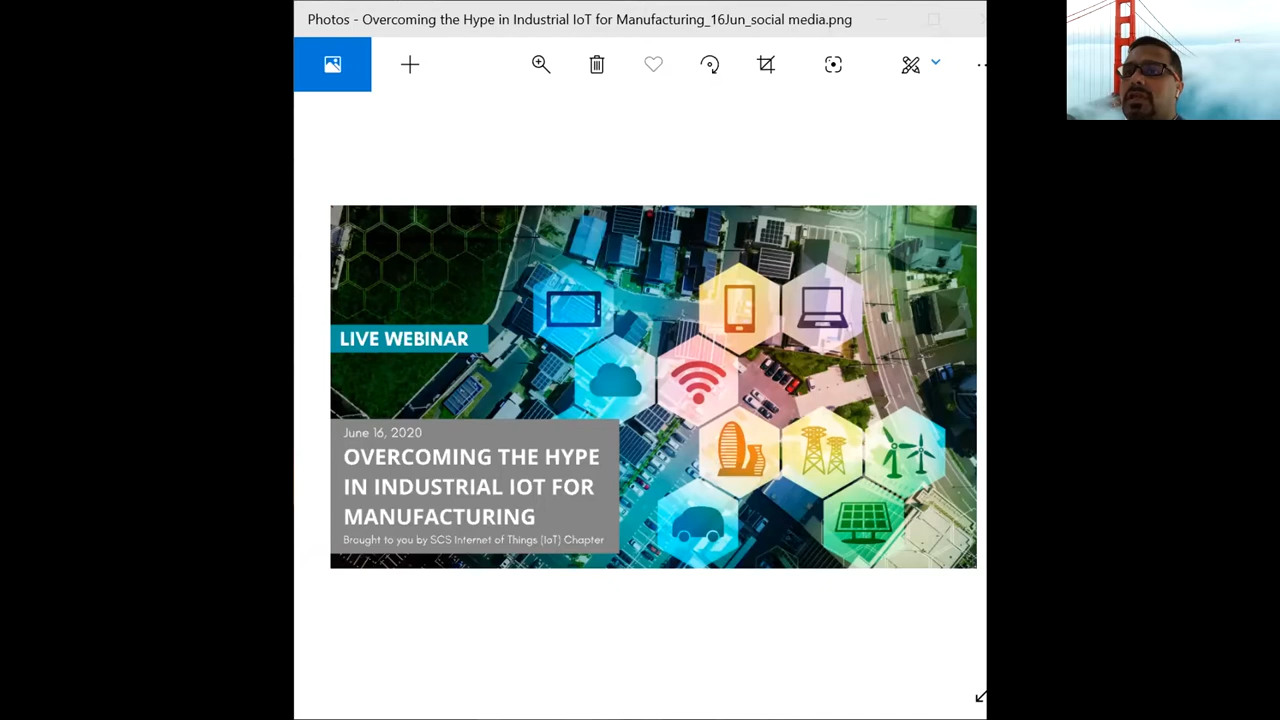 Photos - Overcoming the Hype in Industrial IoT for Manufacturing_16Jun_social media.png
LIVE WEBINAR
June 16, 2020
OVERCOMING THE HYPE
IN INDUSTRIAL IOT FOR
MANUFACTURING
Brought to you by SCS Internet of Things (IoT) Chapter